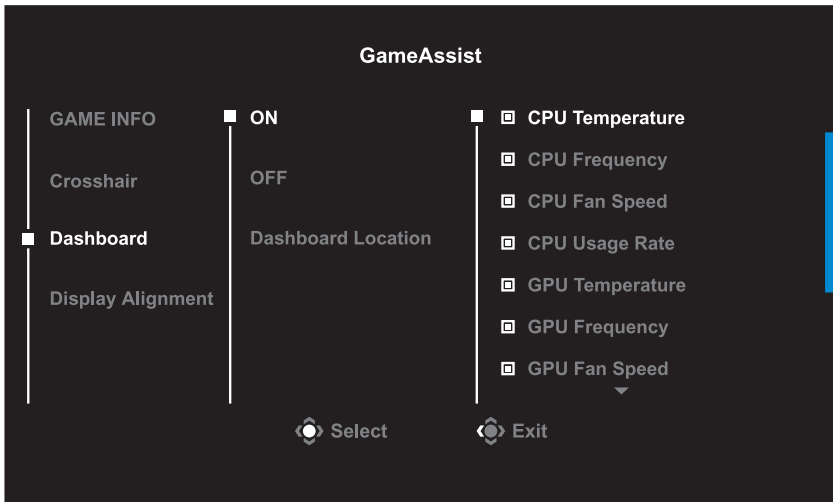 GameAssist
GAME INFO
Crosshair
Dashboard
Display Alignment
ON
OFF
Dashboard Location
CPU Temperature
CPU Frequency
CPU Fan Speed
CPU Usage Rate
GPU Temperature
GPU Frequency
GPU Fan Speed
Select
Exit